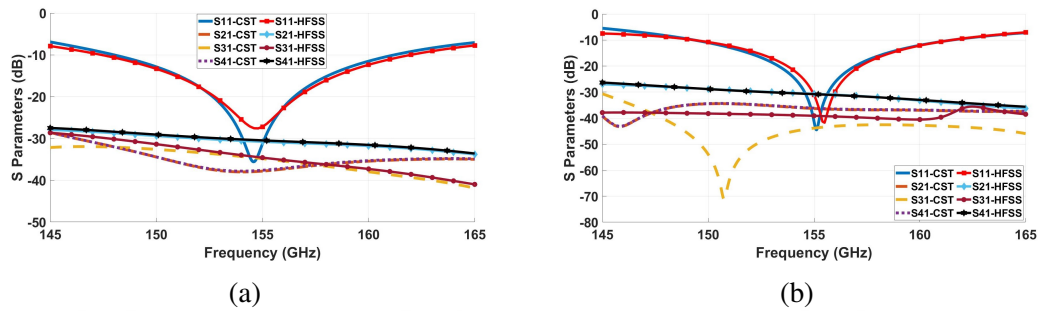 0
-10
-20
-30
-40
-50
S Parameters (dB)
145 150 155 160 165
Frequency (GHz)
S11-CST S11-HFSS
S21-CST S21-HFSS
S31-CST S31-HFSS
S41-CST S41-HFSS
(a)
0
-10
-20
-30
-40
-50
-60
-70
-80
S Parameters (dB)
145 150 155 160 165
Frequency (GHz)
S11-CST S11-HFSS
S21-CST S21-HFSS
S31-CST S31-HFSS
S41-CST S41-HFSS
(b)